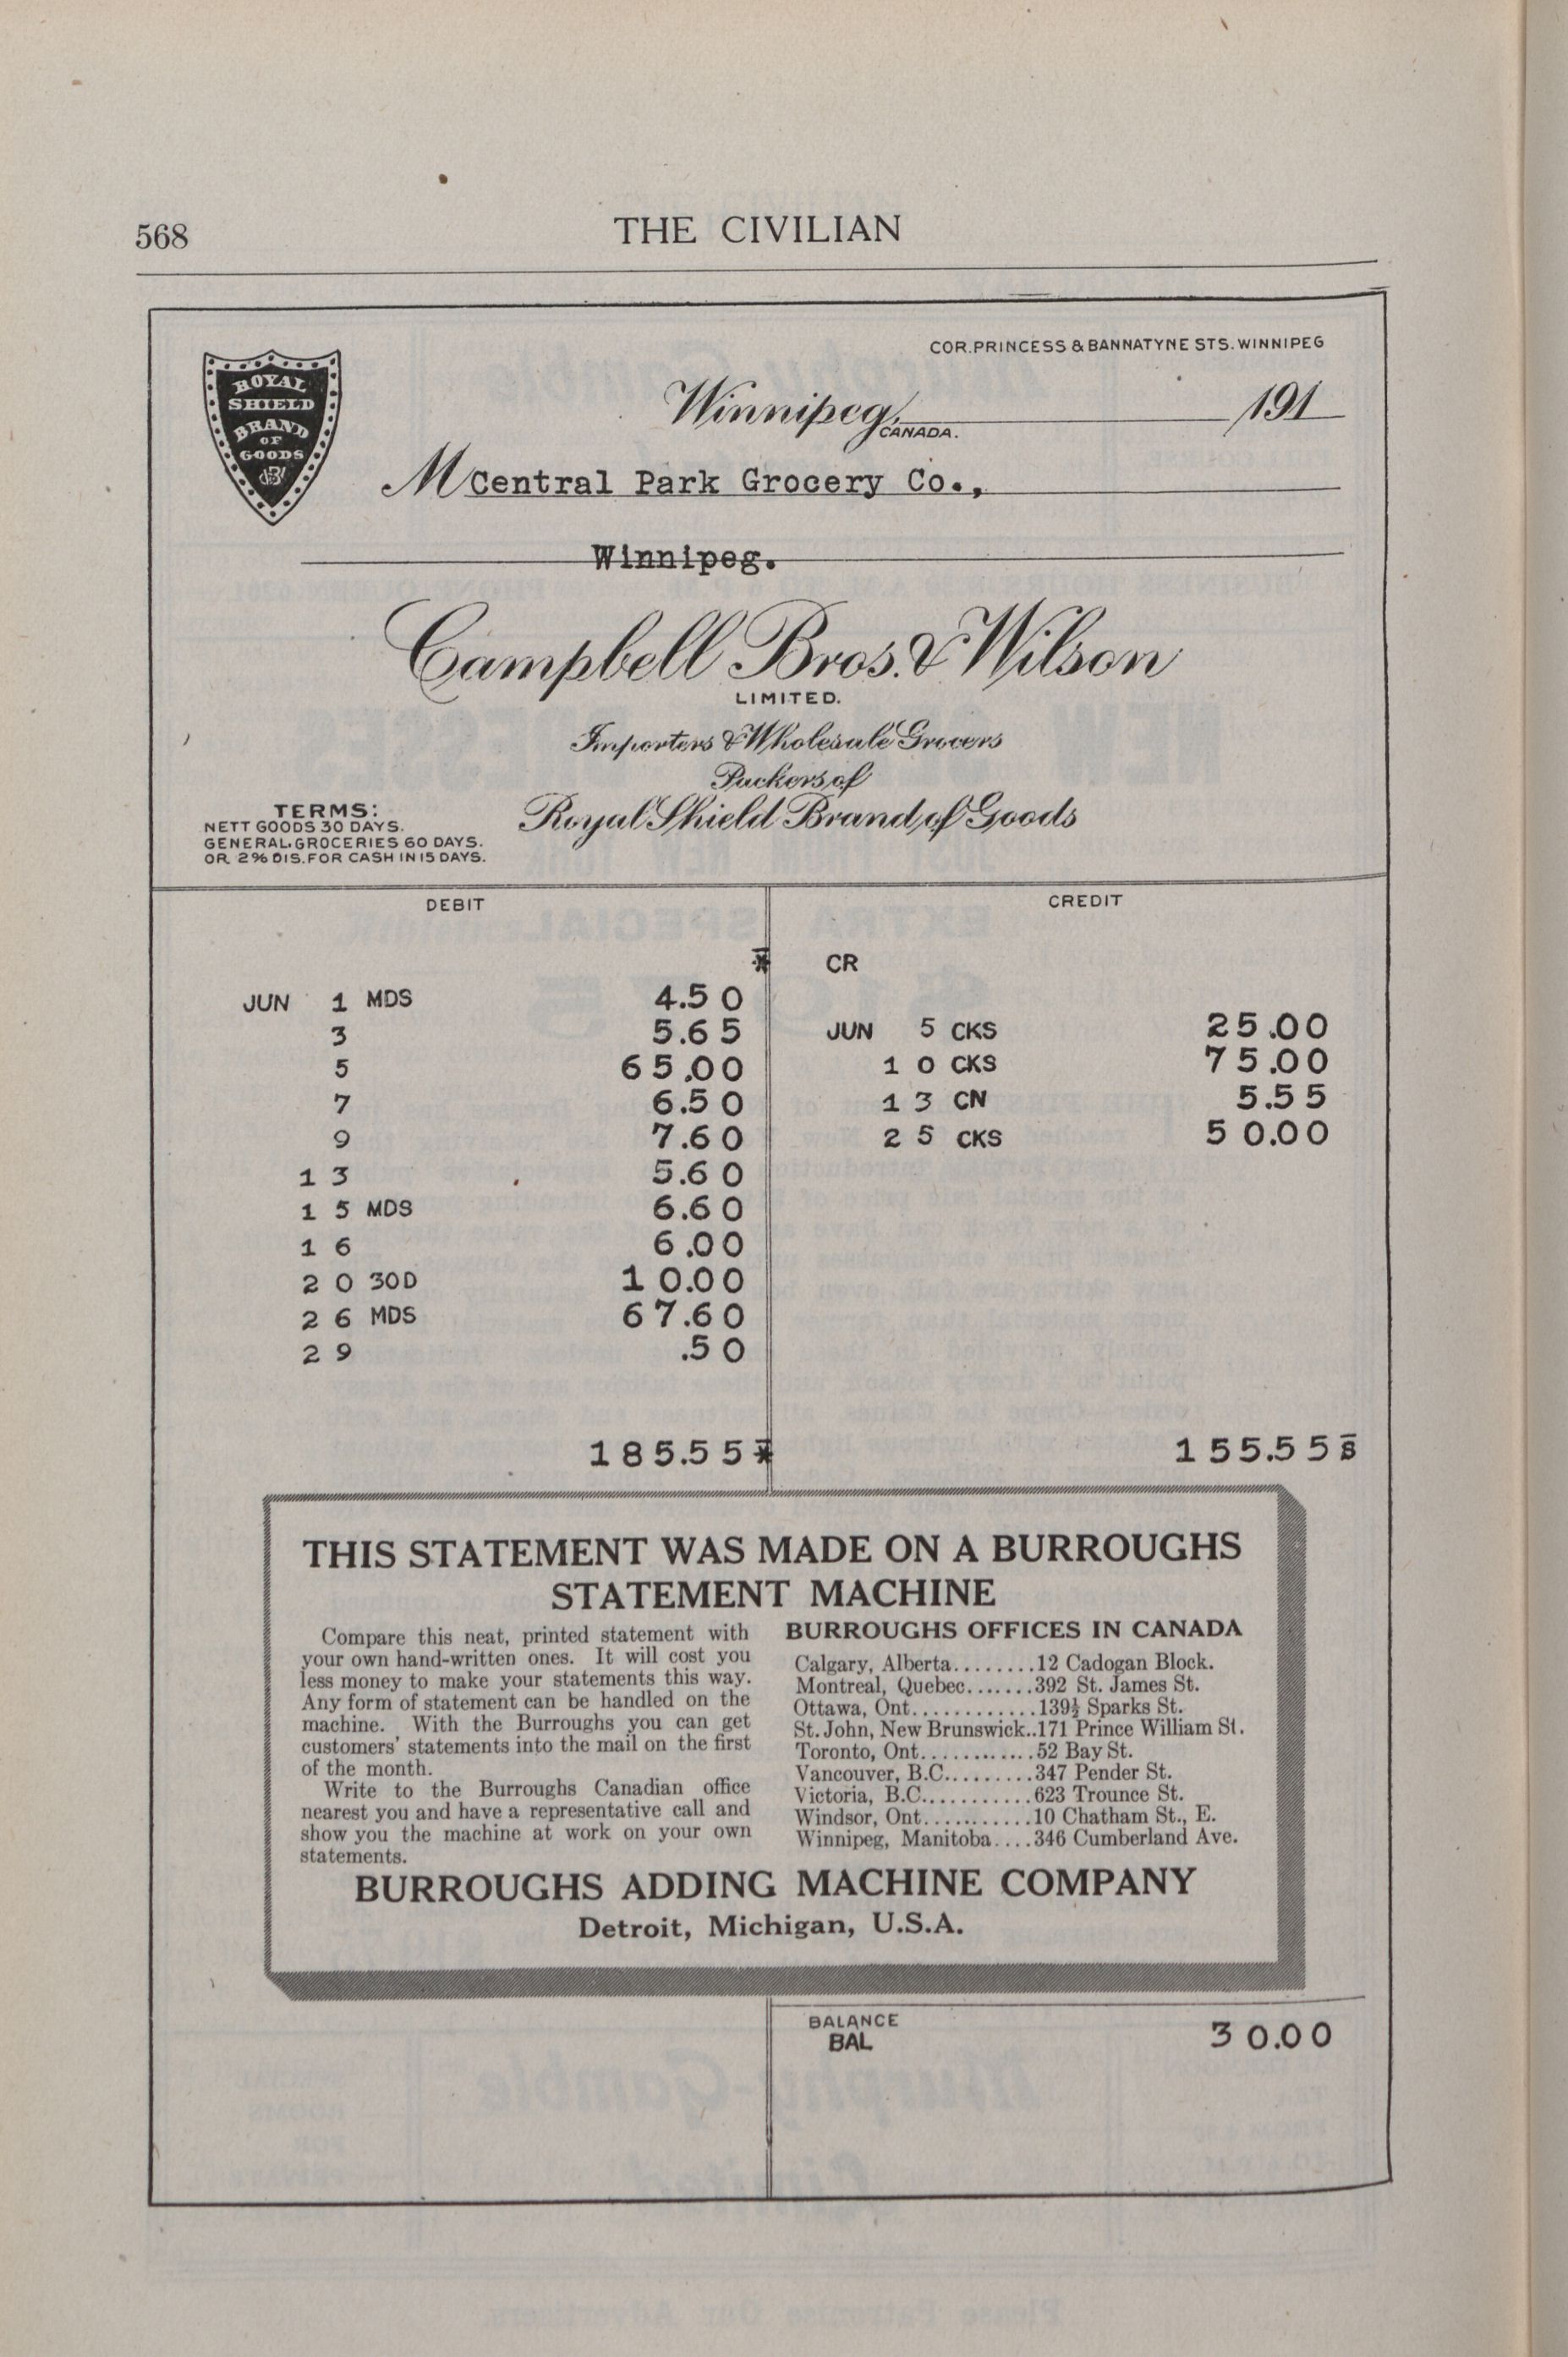 568
THE CIVILIAN
COR. PRINCESS & BANNATYNE STS. WINNIPEG
ROYAL
SHIELD
BRAND
OF
GOODS
Winnipeg, 191
CANADA.
M Central Park Grocery Co.,
Winnipeg.
Campbell Bros. & Wilson
LIMITED.
Importers & Wholesale Grocers
Packers of
Royal Shield Brand of Goods
TERMS:
NETT GOODS 30 DAYS.
GENERAL GROCERIES 60 DAYS.
OR 2% DIS. FOR CASH IN 15 DAYS.
DEBIT
*
JUN 1 MDS 4.50
3 5.65
5 65.00
7 6.50
9 7.60
13 5.60
15 MDS 6.60
16 6.00
20 30D 10.00
26 MDS 67.60
29 .50
185.55*
CREDIT
CR
JUN 5 CKS 25.00
10 CKS 75.00
13 CN 5.55
25 CKS 50.00
155.55 s
THIS STATEMENT WAS MADE ON A BURROUGHS
STATEMENT MACHINE
Compare this neat, printed statement with
your own hand-written ones. It will cost you
less money to make your statements this way.
Any form of statement can be handled on the
machine. With the Burroughs you can get
customers' statements into the mail on the first
of the month.
Write to the Burroughs Canadian office
nearest you and have a representative call and
show you the machine at work on your own
statements.
BURROUGHS OFFICES IN CANADA
Calgary, Alberta........12 Cadogan Block.
Montreal, Quebec.......392 St. James St.
Ottawa, Ont............139½ Sparks St.
St. John, New Brunswick..171 Prince William St.
Toronto, Ont............52 Bay St.
Vancouver, B.C.........347 Pender St.
Victoria, B.C...........623 Trounce St.
Windsor, Ont...........10 Chatham St., E.
Winnipeg, Manitoba....346 Cumberland Ave.
BURROUGHS ADDING MACHINE COMPANY
Detroit, Michigan, U.S.A.
BALANCE
BAL 30.00